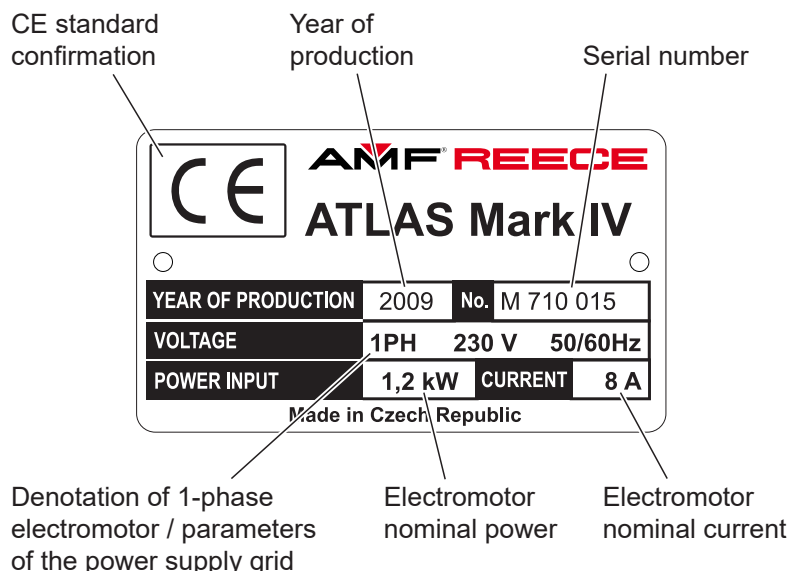 CE standard
confirmation
Year of
production
Serial number
CE
AMF® REECE
ATLAS Mark IV
YEAR OF PRODUCTION 2009 No. M 710 015
VOLTAGE 1PH 230 V 50/60Hz
POWER INPUT 1,2 kW CURRENT 8 A
Made in Czech Republic
Denotation of 1-phase
electromotor / parameters
of the power supply grid
Electromotor
nominal power
Electromotor
nominal current